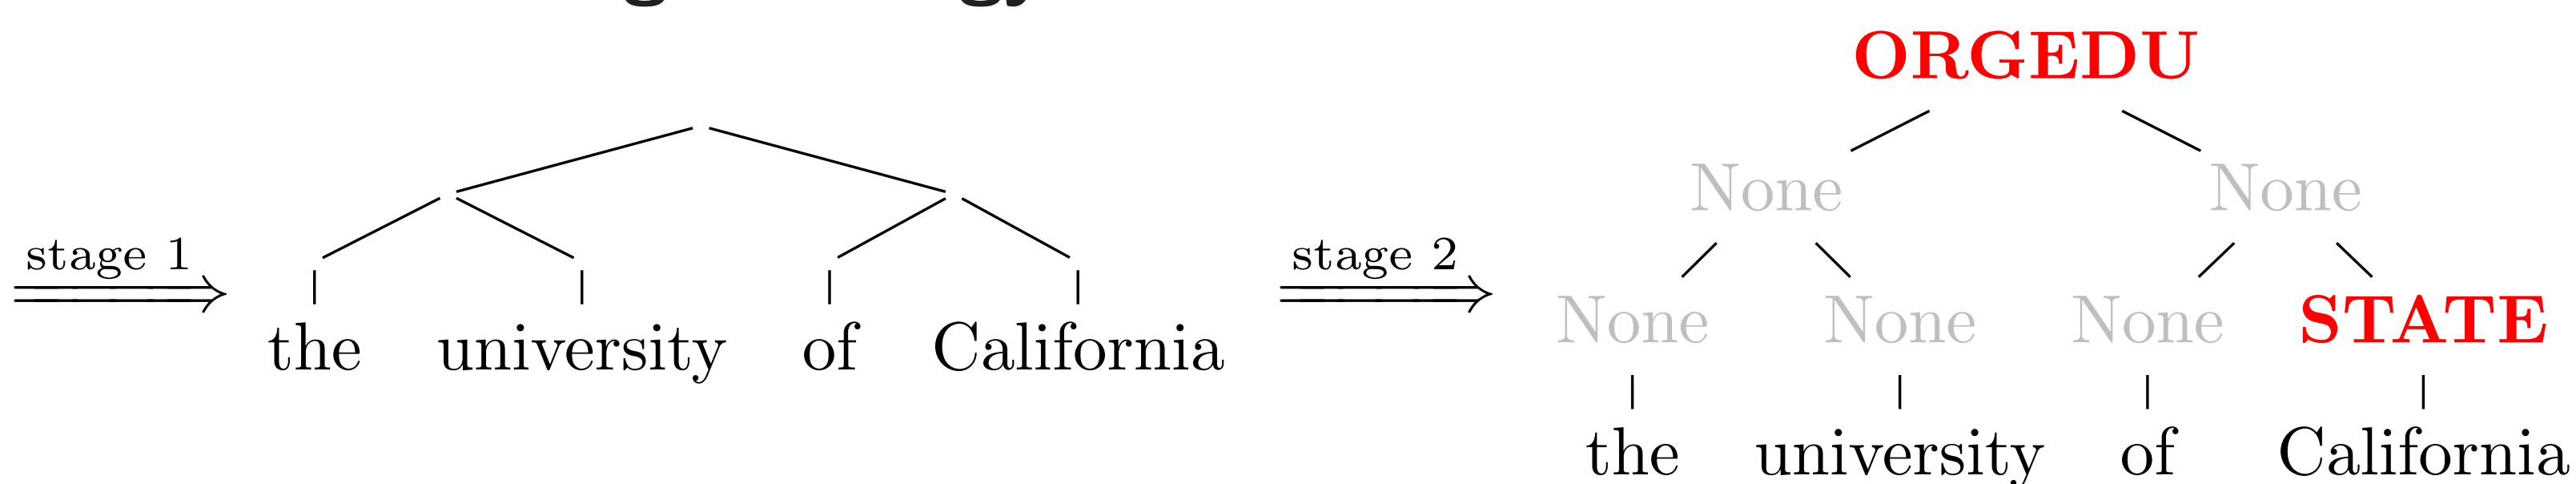 ORGEDU
None None
stage 1
stage 2
None None None STATE
the university of California
the university of California